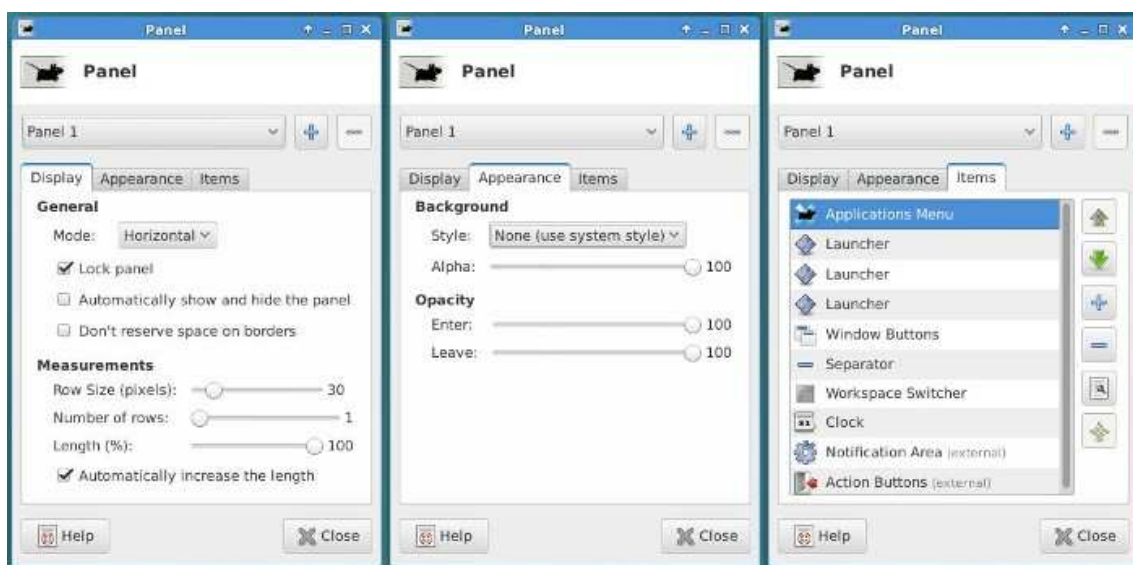 Panel
Panel
Panel 1
Display Appearance Items
General
Mode: Horizontal
Lock panel
Automatically show and hide the panel
Don't reserve space on borders
Measurements
Row Size (pixels): 30
Number of rows: 1
Length (%): 100
Automatically increase the length
Help Close
Panel
Panel
Panel 1
Display Appearance Items
Background
Style: None (use system style)
Alpha: 100
Opacity
Enter: 100
Leave: 100
Help Close
Panel
Panel
Panel 1
Display Appearance Items
Applications Menu
Launcher
Launcher
Launcher
Window Buttons
Separator
Workspace Switcher
Clock
Notification Area (external)
Action Buttons (external)
Help Close